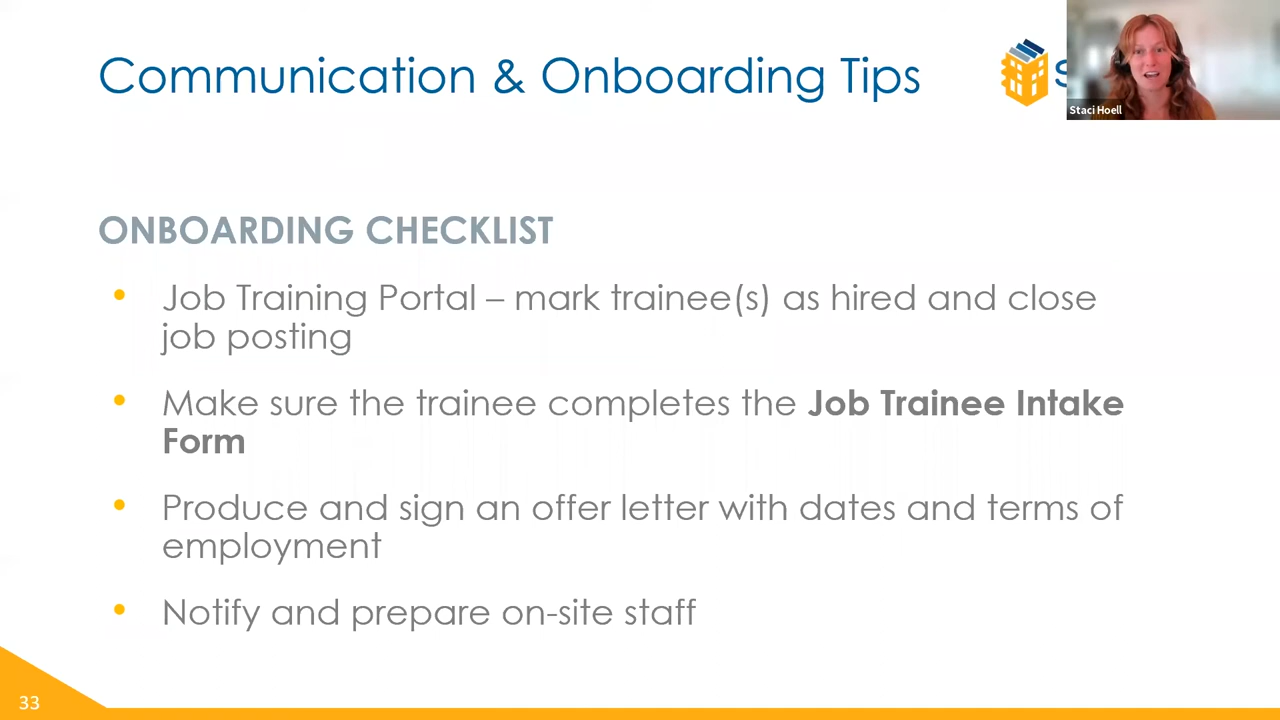 Communication & Onboarding Tips
Staci Hoell
ONBOARDING CHECKLIST
• Job Training Portal – mark trainee(s) as hired and close
job posting
• Make sure the trainee completes the Job Trainee Intake
Form
• Produce and sign an offer letter with dates and terms of
employment
• Notify and prepare on-site staff
33